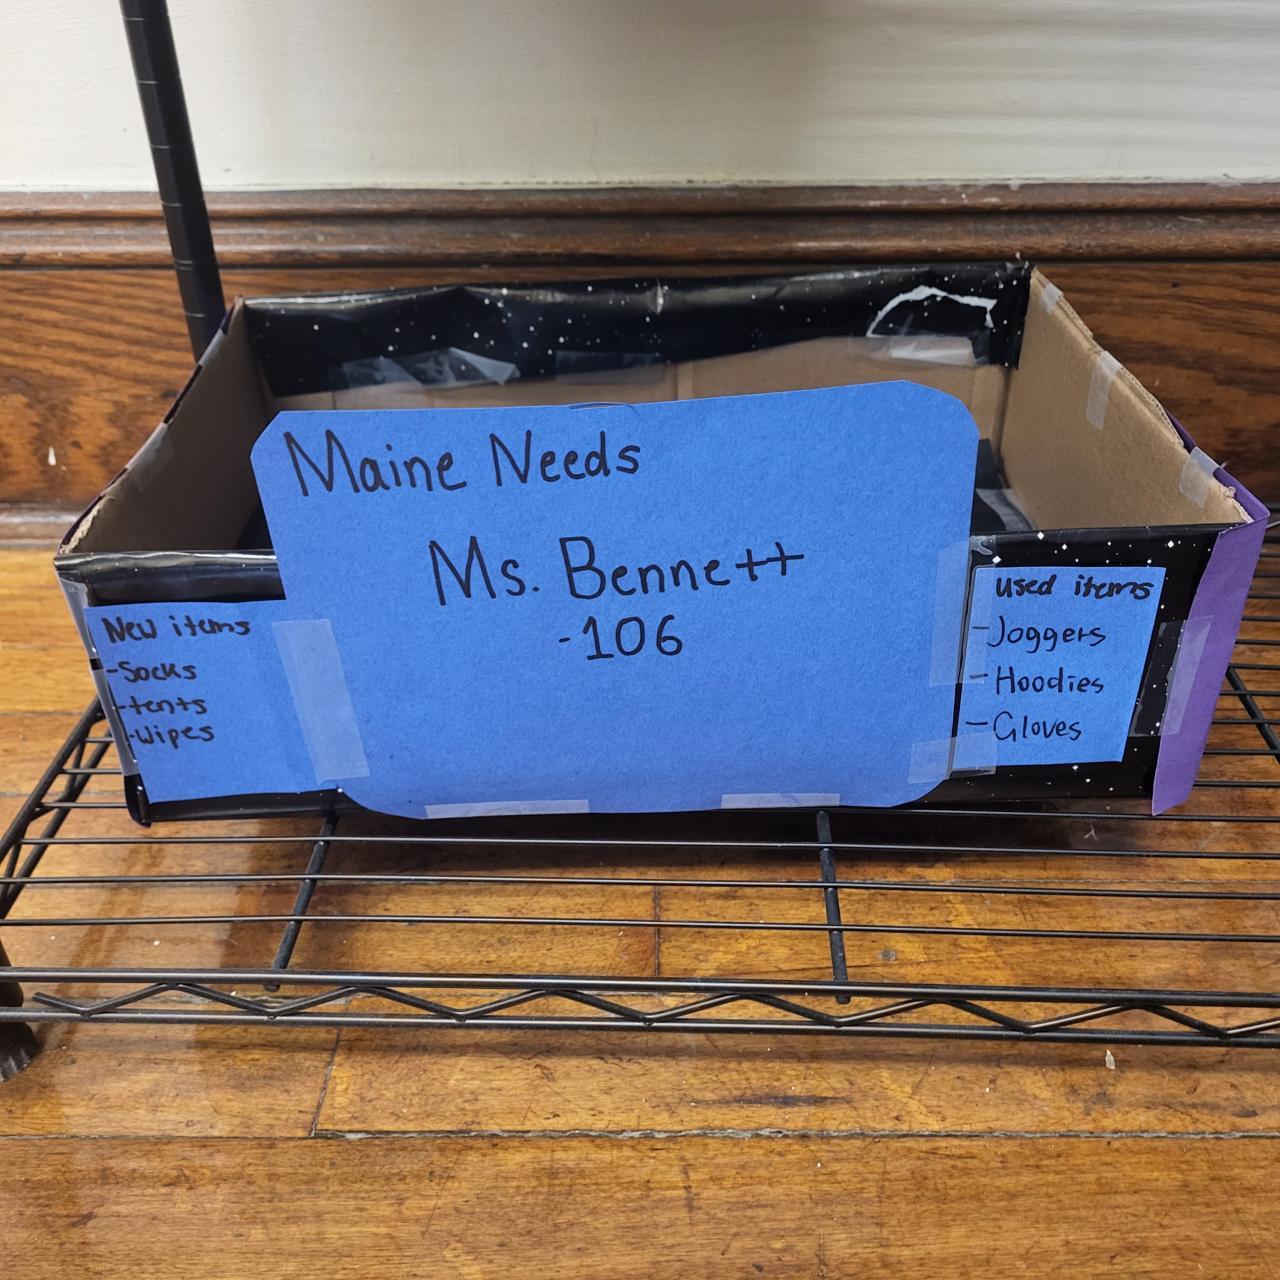 Maine Needs
Ms. Bennett
-106
New items
-Socks
-tents
-Wipes
used items
-Joggers
-Hoodies
-Gloves